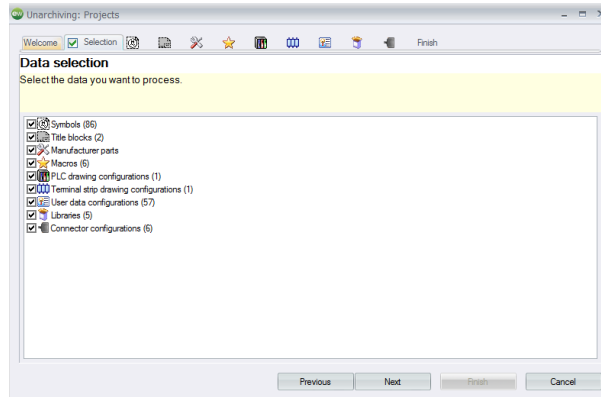 Unarchiving: Projects
Welcome Selection Finish
Data selection
Select the data you want to process.
Symbols (86)
Title blocks (2)
Manufacturer parts
Macros (6)
PLC drawing configurations (1)
Terminal strip drawing configurations (1)
User data configurations (57)
Libraries (5)
Connector configurations (6)
Previous Next Finish Cancel